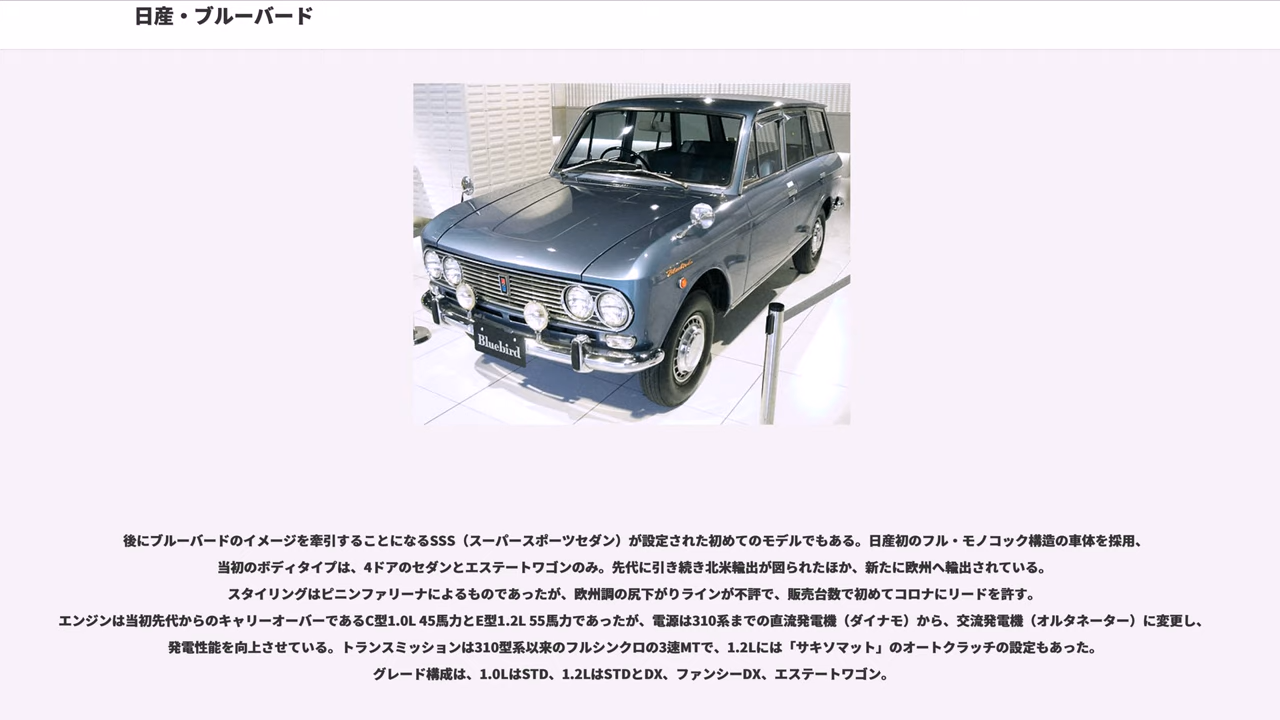 日産・ブルーバード
Bluebird
後にブルーバードのイメージを牽引することになるSSS（スーパースポーツセダン）が設定された初めてのモデルでもある。日産初のフル・モノコック構造の車体を採用、
当初のボディタイプは、4ドアのセダンとエステートワゴンのみ。先代に引き続き北米輸出が図られたほか、新たに欧州へ輸出されている。
スタイリングはピニンファリーナによるものであったが、欧州調の尻下がりラインが不評で、販売台数で初めてコロナにリードを許す。
エンジンは当初先代からのキャリーオーバーであるC型1.0L 45馬力とE型1.2L 55馬力であったが、電源は310系までの直流発電機（ダイナモ）から、交流発電機（オルタネーター）に変更し、
発電性能を向上させている。トランスミッションは310型系以来のフルシンクロの3速MTで、1.2Lには「サキソマット」のオートクラッチの設定もあった。
グレード構成は、1.0LはSTD、1.2LはSTDとDX、ファンシーDX、エステートワゴン。